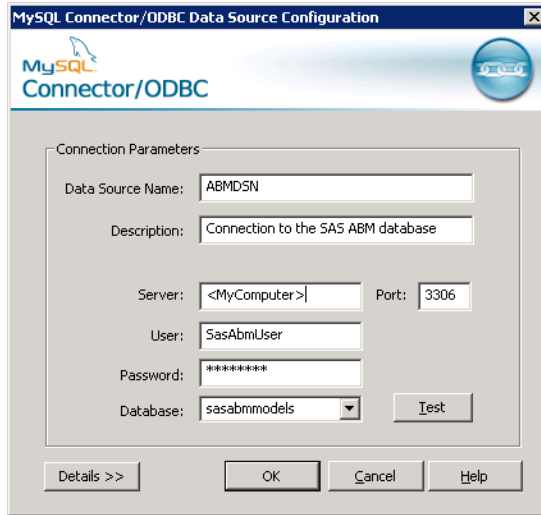 MySQL Connector/ODBC Data Source Configuration
MySQL
Connector/ODBC
Connection Parameters
Data Source Name: ABMDSN
Description: Connection to the SAS ABM database
Server: <MyComputer> Port: 3306
User: SasAbmUser
Password: ********
Database: sasabmmodels Test
Details >> OK Cancel Help